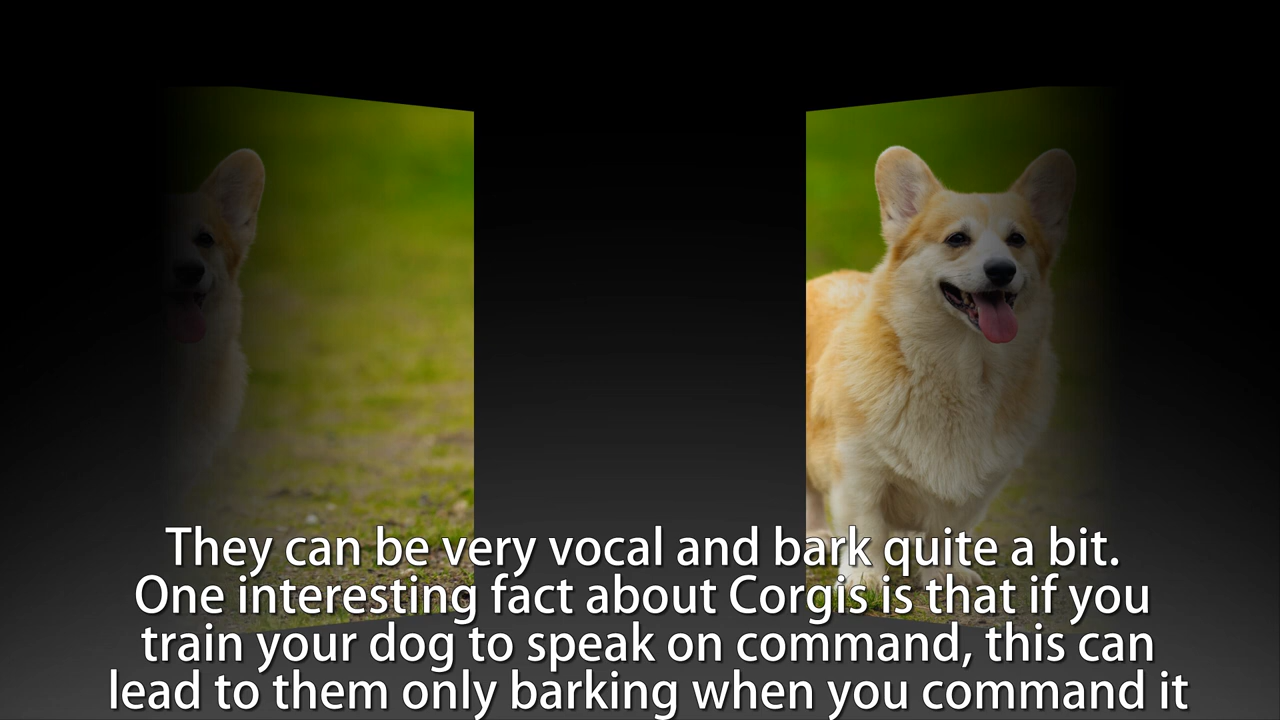 They can be very vocal and bark quite a bit.
One interesting fact about Corgis is that if you
train your dog to speak on command, this can
lead to them only barking when you command it